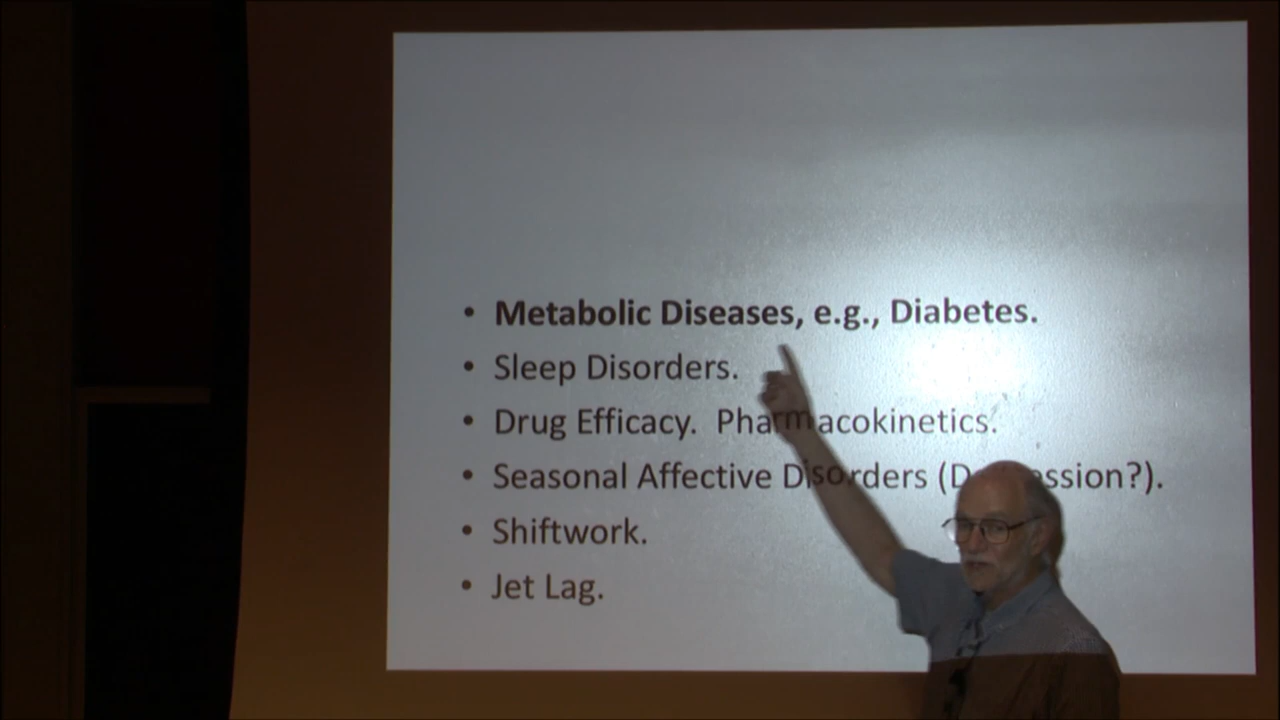 • Metabolic Diseases, e.g., Diabetes.
• Sleep Disorders.
• Drug Efficacy. Pharmacokinetics.
• Seasonal Affective Disorders (Depression?).
• Shiftwork.
• Jet Lag.